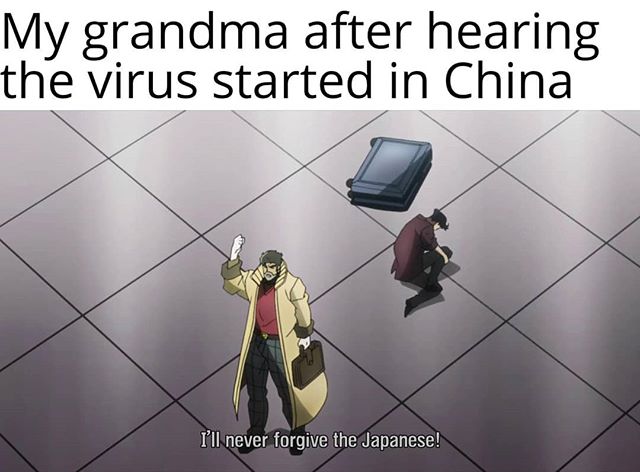 My grandma after hearing
the virus started in China
I'll never forgive the Japanese!